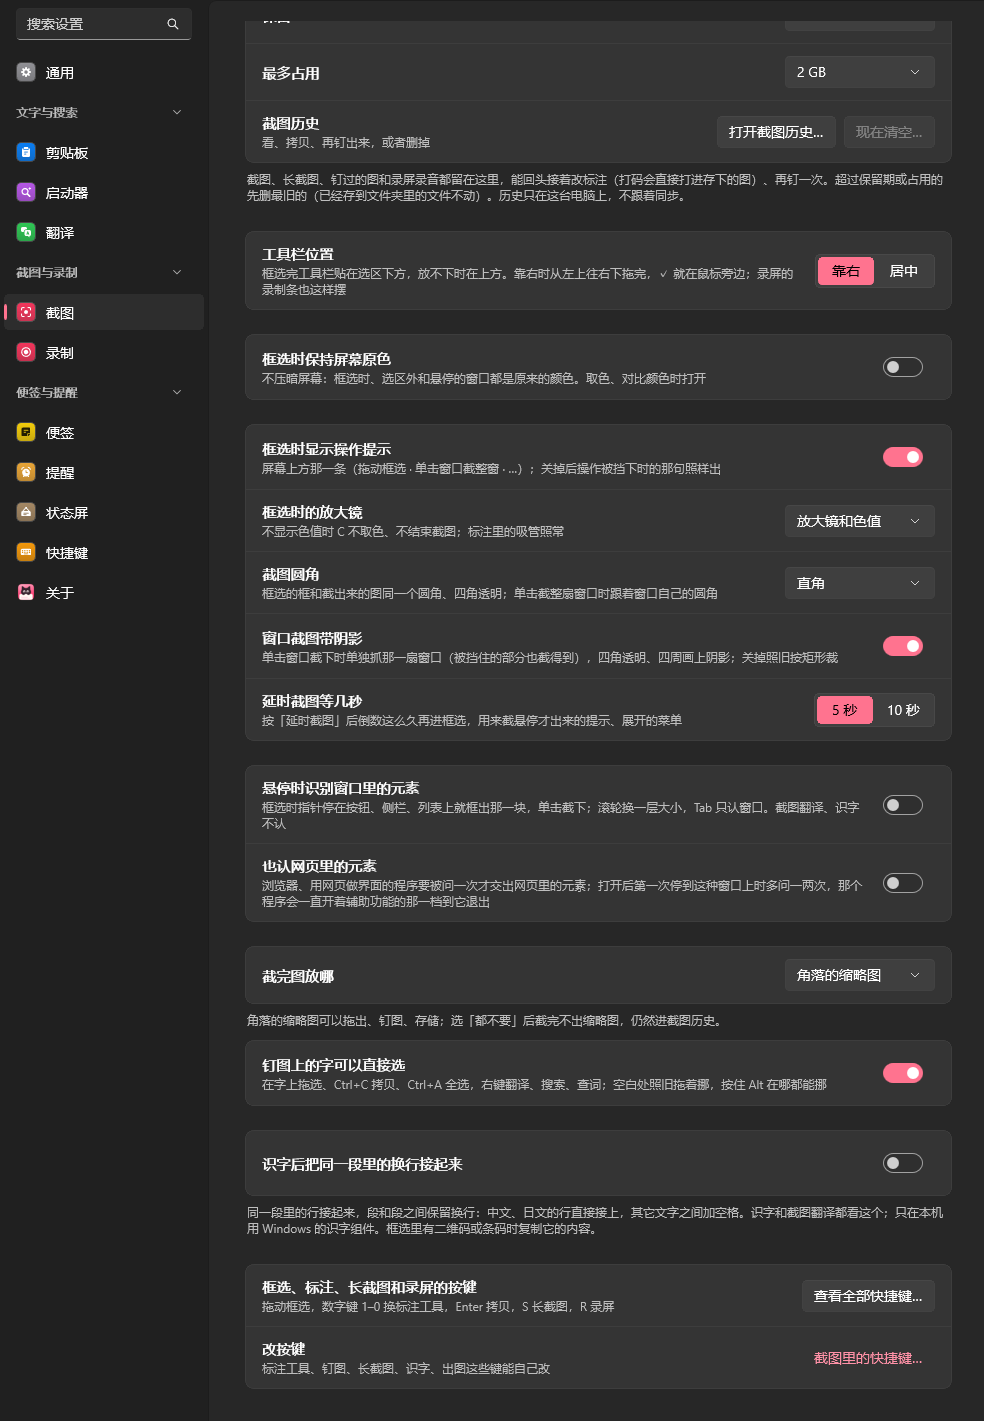 搜索设置
通用
文字与搜索
剪贴板
启动器
翻译
截图与录制
截图
录制
便签与提醒
便签
提醒
状态屏
快捷键
关于
最多占用
2 GB
截图历史
看、拷贝、再钉出来，或者删掉
打开截图历史...
现在清空...
截图、长截图、钉过的图和录屏录音都留在这里，能回头接着改标注（打码会直接打进存下的图）、再钉一次。超过保留期或占用的
先删最旧的（已经存到文件夹里的文件不动）。历史只在这台电脑上，不跟着同步。
工具栏位置
框选完工具栏贴在选区下方，放不下时在上方。靠右时从左上往右下拖完，✓ 就在鼠标旁边；录屏的
录制条也这样摆
靠右
居中
框选时保持屏幕原色
不压暗屏幕：框选时、选区外和悬停的窗口都是原来的颜色。取色、对比颜色时打开
框选时显示操作提示
屏幕上方那一条（拖动框选 · 单击窗口截整窗 · ...）；关掉后操作被挡下时的那句照样出
框选时的放大镜
不显示色值时 C 不取色、不结束截图；标注里的吸管照常
放大镜和色值
截图圆角
框选的框和截出来的图同一个圆角、四角透明；单击截整扇窗口时跟着窗口自己的圆角
直角
窗口截图带阴影
单击窗口截下时单独抓那一扇窗口（被挡住的部分也截得到），四角透明、四周画上阴影；关掉照旧按矩形裁
延时截图等几秒
按「延时截图」后倒数这么久再进框选，用来截悬停才出来的提示、展开的菜单
5 秒
10 秒
悬停时识别窗口里的元素
框选时指针停在按钮、侧栏、列表上就框出那一块，单击截下；滚轮换一层大小，Tab 只认窗口。截图翻译、识字
不认
也认网页里的元素
浏览器、用网页做界面的程序要被问一次才交出网页里的元素；打开后第一次停到这种窗口上时多问一两次，那个
程序会一直开着辅助功能的那一档到它退出
截完图放哪
角落的缩略图
角落的缩略图可以拖出、钉图、存储；选「都不要」后截完不出缩略图，仍然进截图历史。
钉图上的字可以直接选
在字上拖选、Ctrl+C 拷贝、Ctrl+A 全选，右键翻译、搜索、查词；空白处照旧拖着挪，按住 Alt 在哪都能挪
识字后把同一段里的换行接起来
同一段里的行接起来，段和段之间保留换行：中文、日文的行直接接上，其它文字之间加空格。识字和截图翻译都看这个；只在本机
用 Windows 的识字组件。框选里有二维码或条码时复制它的内容。
框选、标注、长截图和录屏的按键
拖动框选，数字键 1–0 换标注工具，Enter 拷贝，S 长截图，R 录屏
查看全部快捷键...
改按键
标注工具、钉图、长截图、识字、出图这些键能自己改
截图里的快捷键...